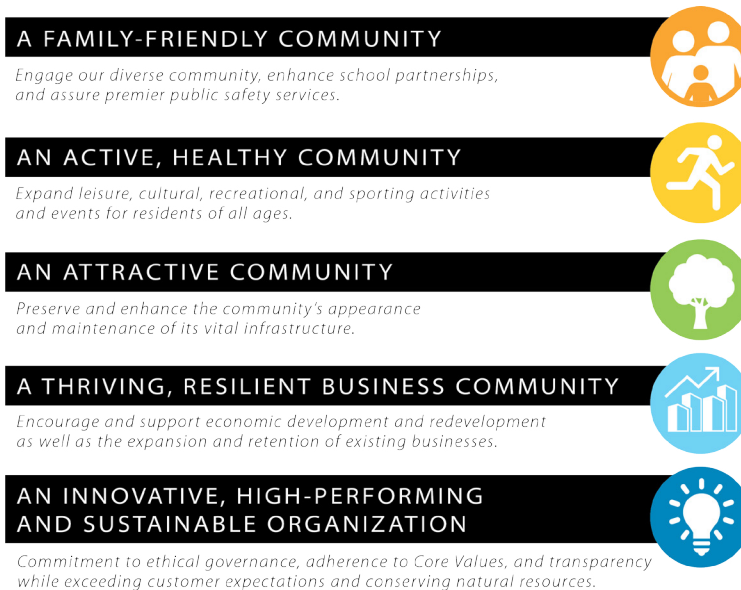 A FAMILY-FRIENDLY COMMUNITY
Engage our diverse community, enhance school partnerships,
and assure premier public safety services.
AN ACTIVE, HEALTHY COMMUNITY
Expand leisure, cultural, recreational, and sporting activities
and events for residents of all ages.
AN ATTRACTIVE COMMUNITY
Preserve and enhance the community's appearance
and maintenance of its vital infrastructure.
A THRIVING, RESILIENT BUSINESS COMMUNITY
Encourage and support economic development and redevelopment
as well as the expansion and retention of existing businesses.
AN INNOVATIVE, HIGH-PERFORMING
AND SUSTAINABLE ORGANIZATION
Commitment to ethical governance, adherence to Core Values, and transparency
while exceeding customer expectations and conserving natural resources.